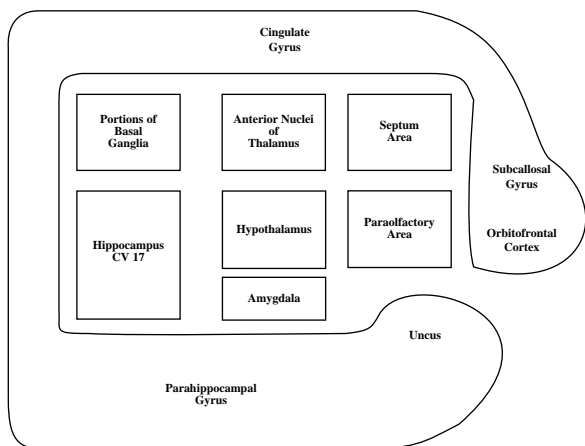 Cingulate
Gyrus
Portions of
Basal
Ganglia
Anterior Nuclei
of
Thalamus
Septum
Area
Subcallosal
Gyrus
Hippocampus
CV 17
Hypothalamus
Paraolfactory
Area
Orbitofrontal
Cortex
Amygdala
Uncus
Parahippocampal
Gyrus